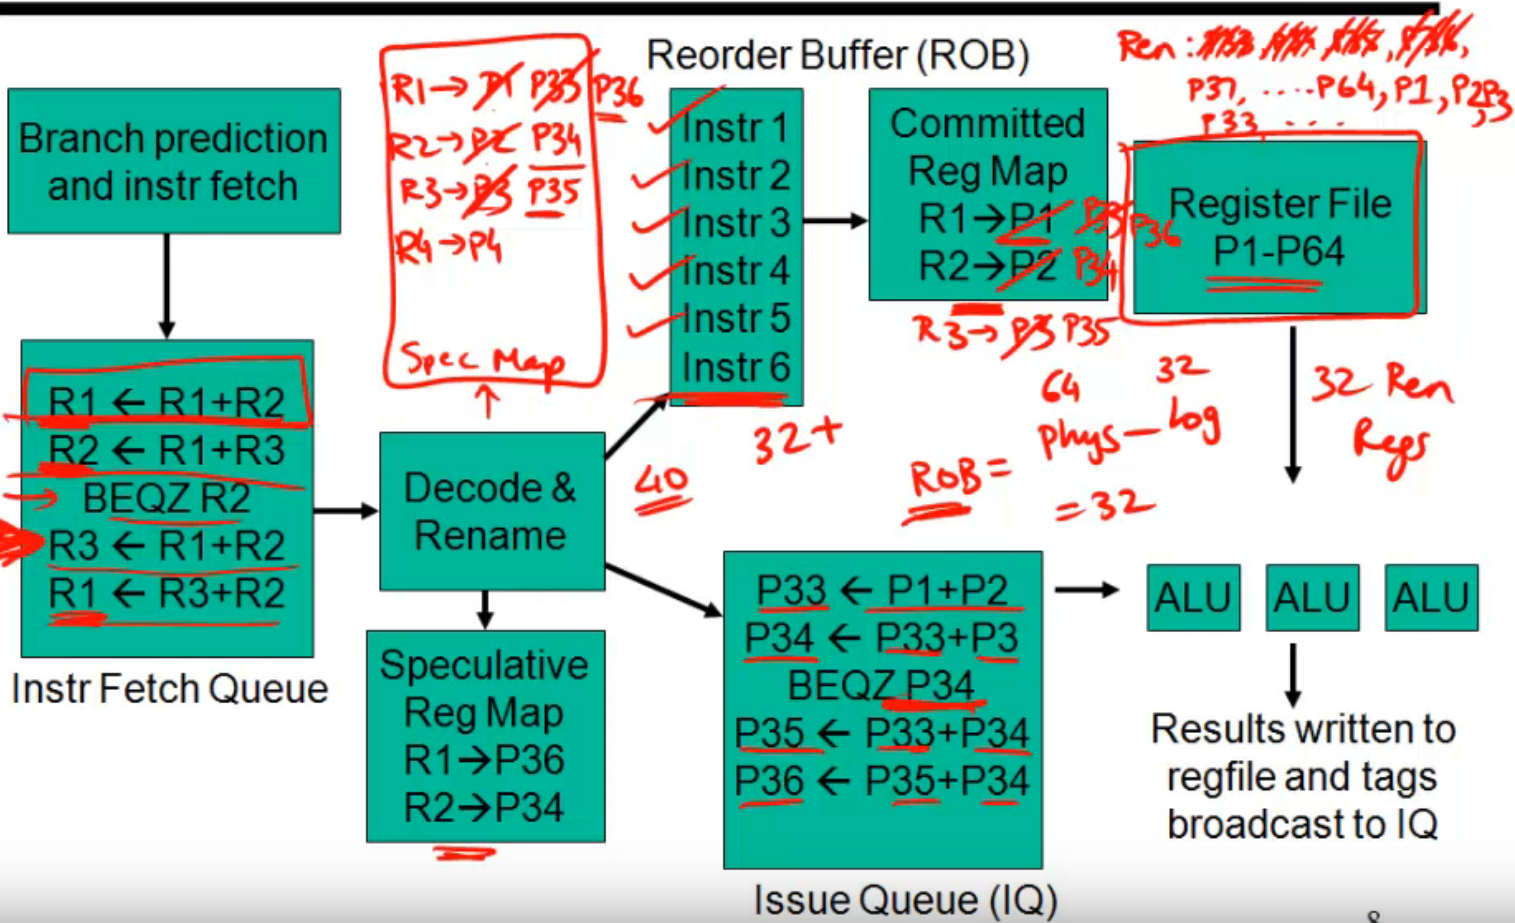 Reorder Buffer (ROB)
Ren :
P37, ..... P64, P1, P2, P3
P33, ...
Branch prediction
and instr fetch
R1→ P1 P33 P36
R2→ P2 P34
R3→ P3 P35
R4→P4
Spec Map
Instr 1
Instr 2
Instr 3
Instr 4
Instr 5
Instr 6
32+
40
Committed
Reg Map
R1→P1 P33 P36
R2→P2 P34
R3→ P3 P35
Register File
P1-P64
64 32
Phys – Log
ROB =
= 32
32 Ren
Regs
R1 ← R1+R2
R2 ← R1+R3
BEQZ R2
R3 ← R1+R2
R1 ← R3+R2
Instr Fetch Queue
Decode &
Rename
Speculative
Reg Map
R1→P36
R2→P34
P33 ← P1+P2
P34 ← P33+P3
BEQZ P34
P35 ← P33+P34
P36 ← P35+P34
Issue Queue (IQ)
ALU ALU ALU
Results written to
regfile and tags
broadcast to IQ
8